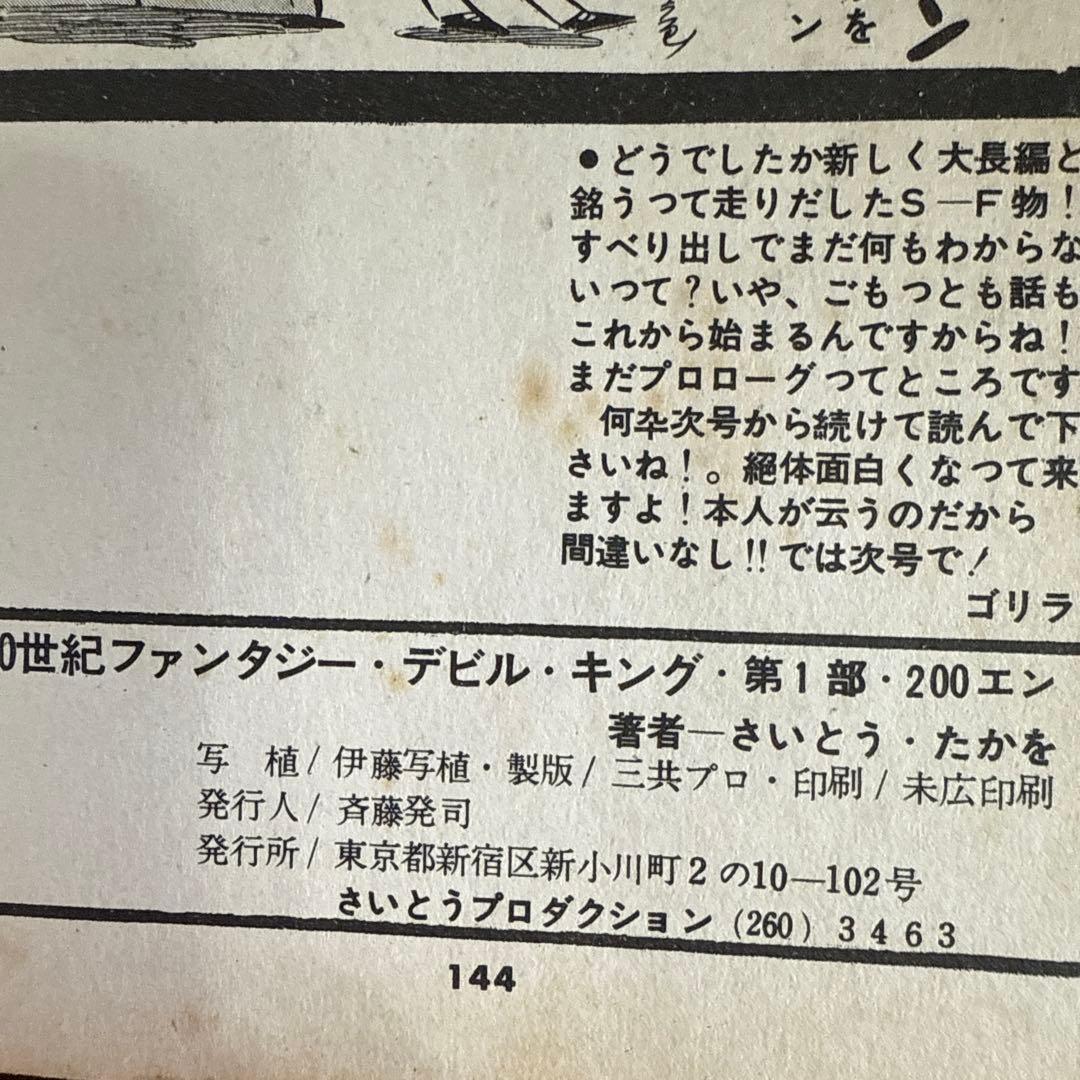 ン
を
ン
●どうでしたか新しく大長編と
銘うつて走りだしたS―F物!
すべり出しでまだ何もわからな
いつて?いや、ごもつとも話も
これから始まるんですからね!
まだプロローグつてところです
何卆次号から続けて読んで下
さいね!。絕体面白くなつて来
ますよ!本人が云うのだから
間違いなし!!では次号で!
ゴリラ
0世紀ファンタジー・デビル・キング・第1部・200エン
著者―さいとう・たかを
写 植/伊藤写植・製版/三共プロ・印刷/未広印刷
発行人/斉藤発司
発行所/東京都新宿区新小川町2の10―102号
さいとうプロダクション(260)3463
144